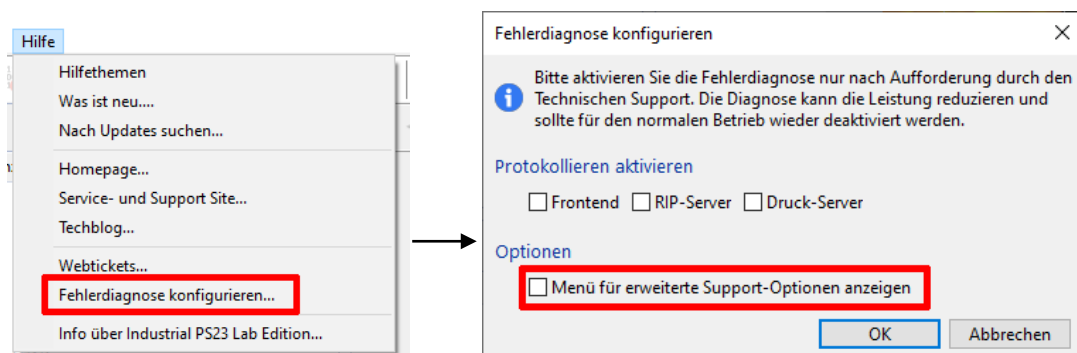 Hilfe
Hilfethemen
Was ist neu....
Nach Updates suchen...
Homepage...
Service- und Support Site...
Techblog...
Webtickets...
Fehlerdiagnose konfigurieren...
Info über Industrial PS23 Lab Edition...
Fehlerdiagnose konfigurieren
Bitte aktivieren Sie die Fehlerdiagnose nur nach Aufforderung durch den
Technischen Support. Die Diagnose kann die Leistung reduzieren und
sollte für den normalen Betrieb wieder deaktiviert werden.
Protokollieren aktivieren
Frontend RIP-Server Druck-Server
Optionen
Menü für erweiterte Support-Optionen anzeigen
OK Abbrechen